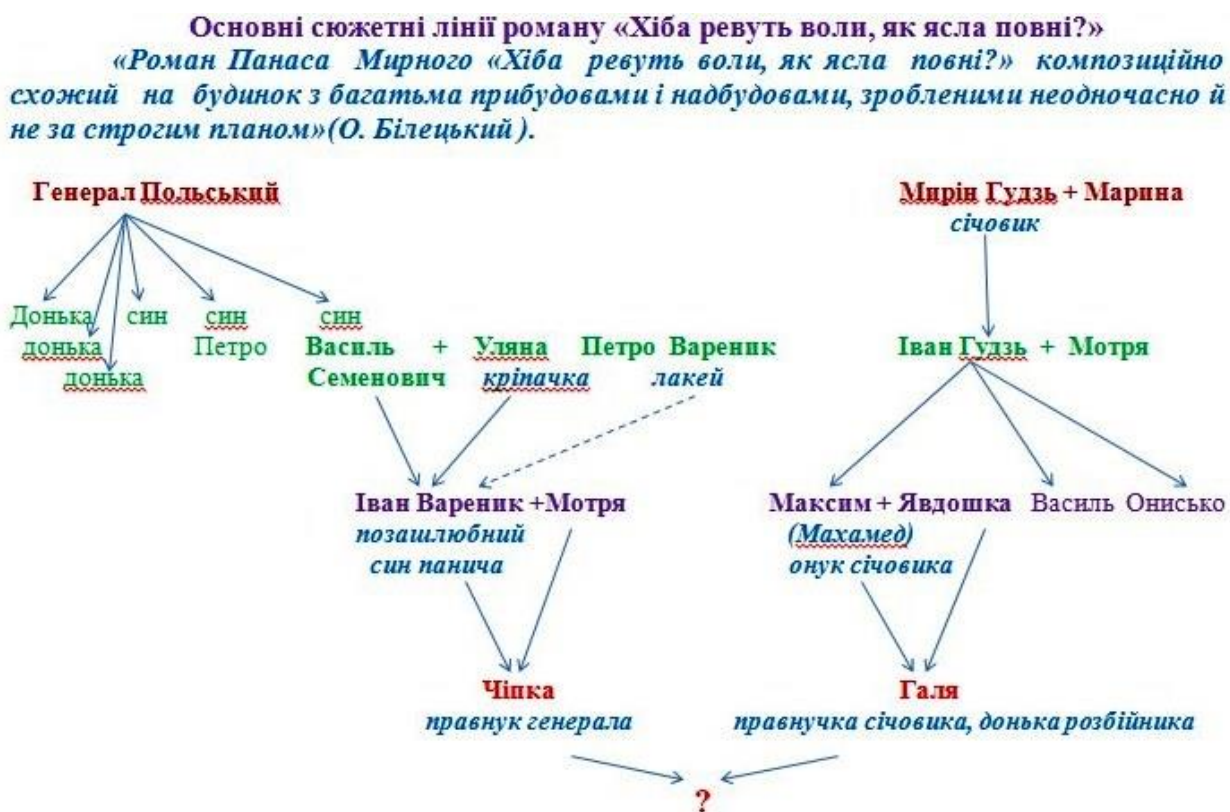 Основні сюжетні лінії роману «Хіба ревуть воли, як ясла повні?»
«Роман Панаса Мирного «Хіба ревуть воли, як ясла повні?» композиційно
схожий на будинок з багатьма прибудовами і надбудовами, зробленими неодночасно й
не за строгим планом»(О. Білецький ).
Генерал Польський
Мирін Гудзь + Марина
січовик
Донька син син син
донька Петро Василь + Уляна Петро Вареник
Іван Гудзь + Мотря
донька Семенович кріпачка лакей
Іван Вареник +Мотря
позашлюбний
син панича
Максим + Явдошка Василь Онисько
(Махамед)
онук січовика
Чіпка
правнук генерала
Галя
правнучка січовика, донька розбійника
?